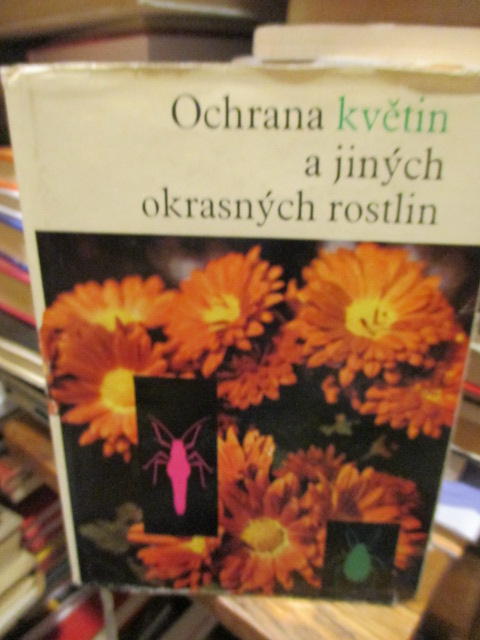 Ochrana květin
a jiných
okrasných rostlin